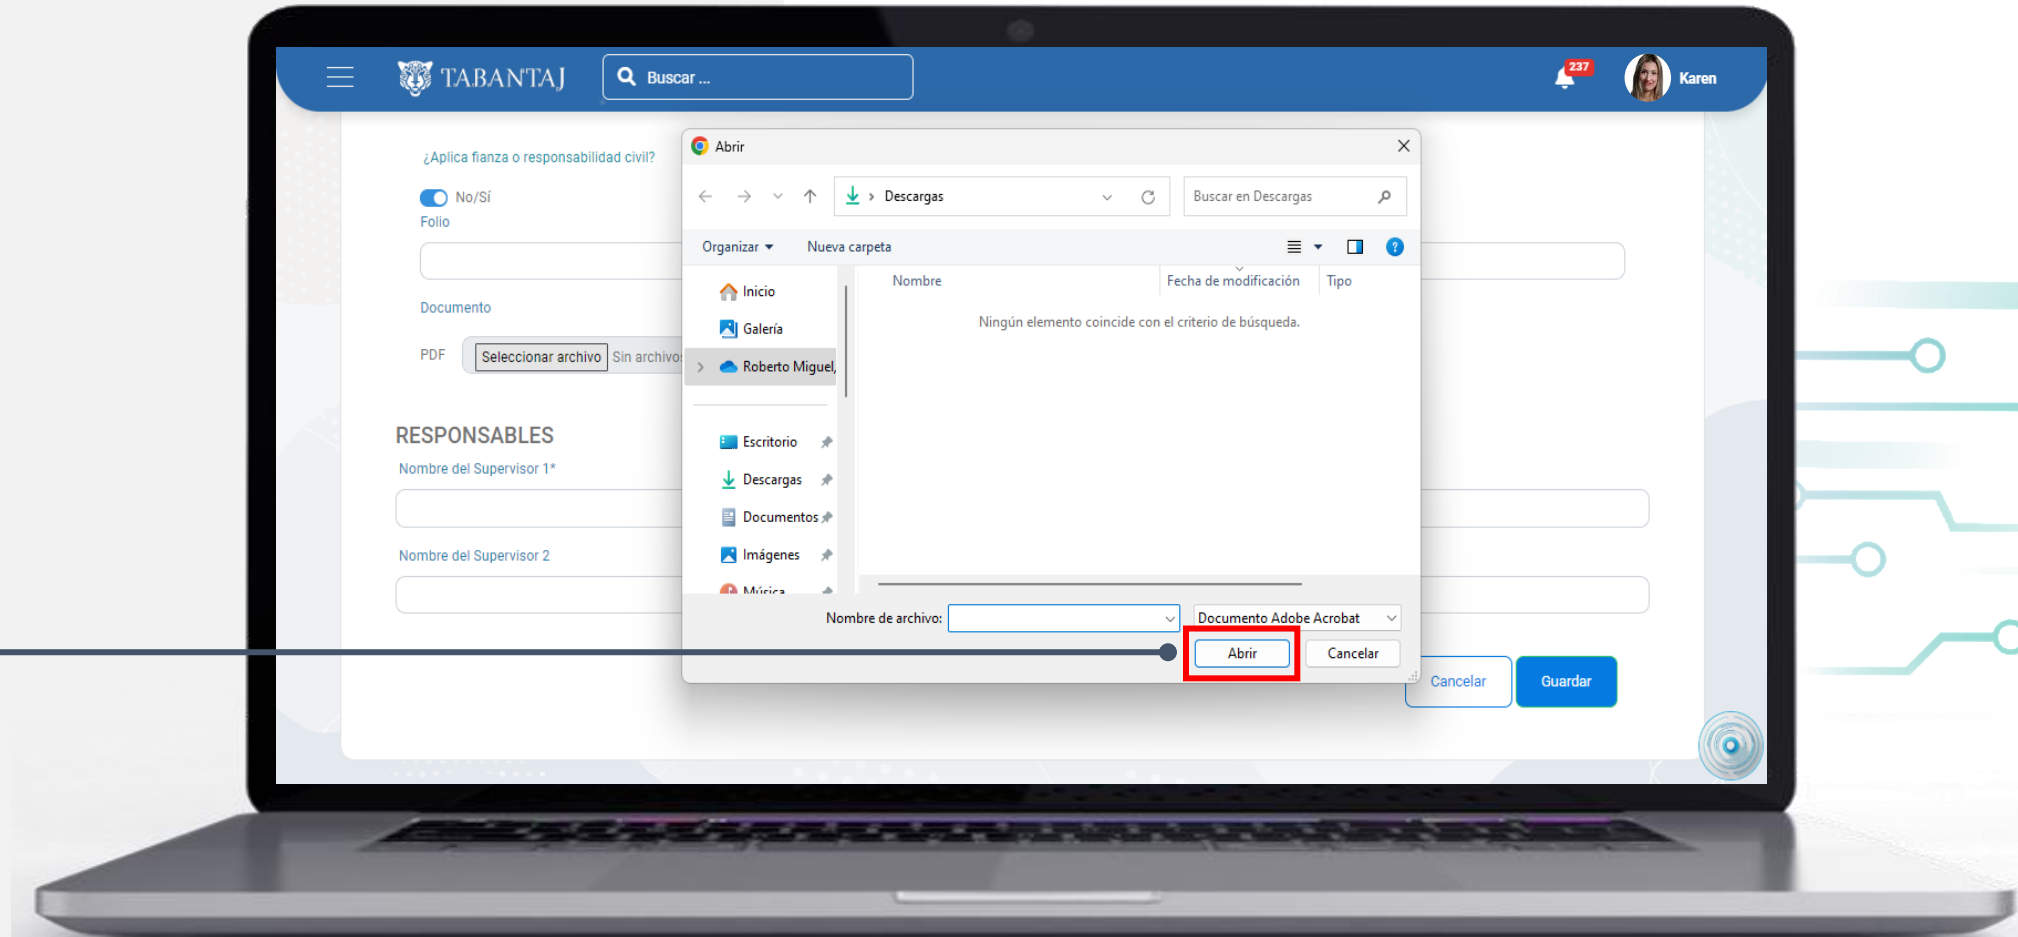 TABANTAJ
Buscar ...
237
Karen
¿Aplica fianza o responsabilidad civil?
No/Sí
Folio
Documento
PDF
Seleccionar archivo
Sin archivo
RESPONSABLES
Nombre del Supervisor 1*
Nombre del Supervisor 2
Cancelar
Guardar
Abrir
Descargas
Buscar en Descargas
Organizar
Nueva carpeta
?
Nombre
Fecha de modificación
Tipo
Ningún elemento coincide con el criterio de búsqueda.
Inicio
Galería
Roberto Miguel,
Escritorio
Descargas
Documentos
Imágenes
Música
Nombre de archivo:
Documento Adobe Acrobat
Abrir
Cancelar